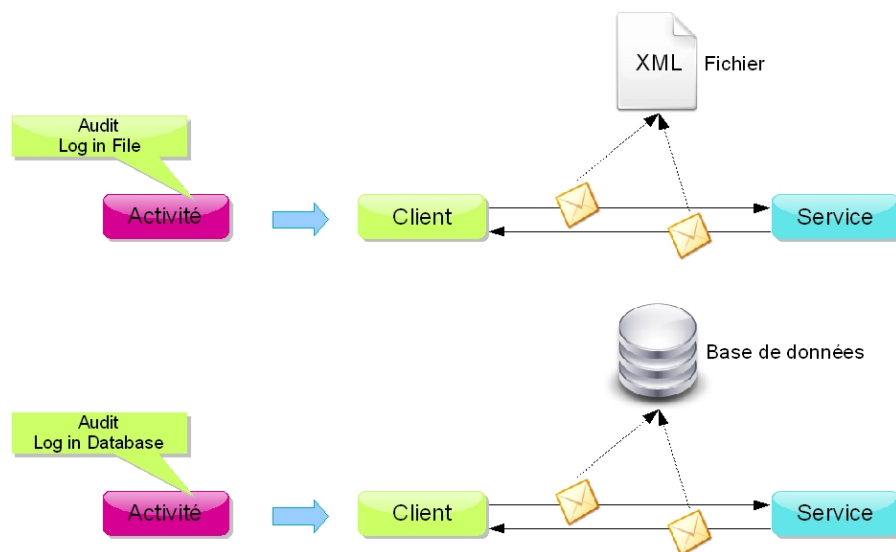 XML
Fichier
Audit
Log in File
Activité
Client
Service
Base de données
Audit
Log in Database
Activité
Client
Service